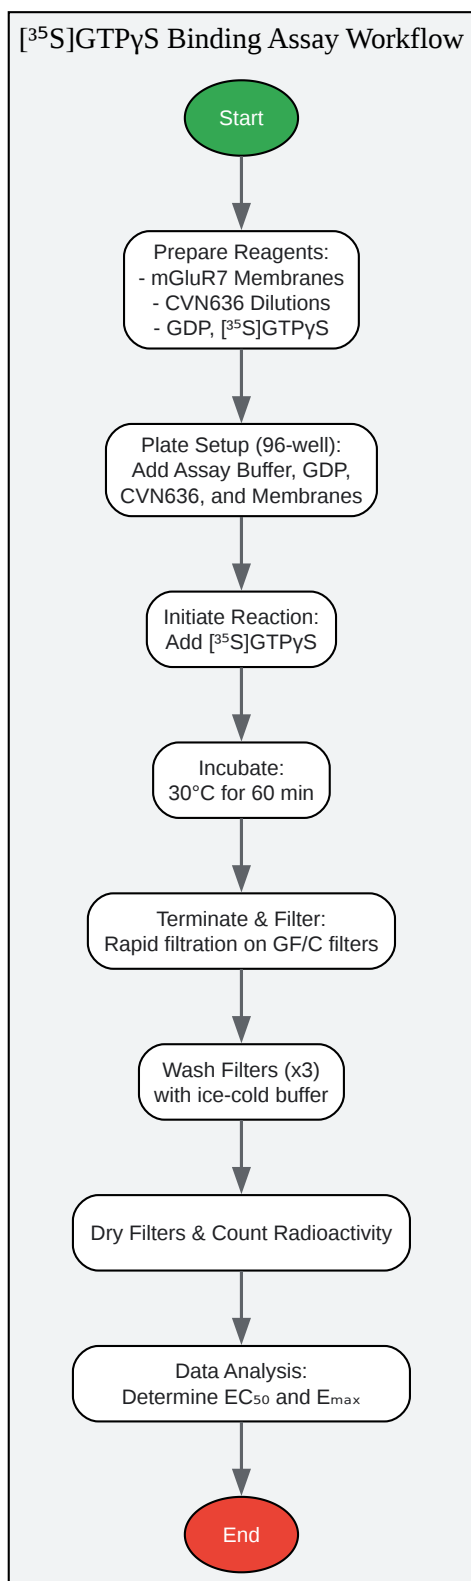 [³⁵S]GTPγS Binding Assay Workflow
Start
Prepare Reagents:
- mGluR7 Membranes
- CVN636 Dilutions
- GDP, [³⁵S]GTPγS
Plate Setup (96-well):
Add Assay Buffer, GDP,
CVN636, and Membranes
Initiate Reaction:
Add [³⁵S]GTPγS
Incubate:
30°C for 60 min
Terminate & Filter:
Rapid filtration on GF/C filters
Wash Filters (x3)
with ice-cold buffer
Dry Filters & Count Radioactivity
Data Analysis:
Determine EC₅₀ and Eₘₐₓ
End